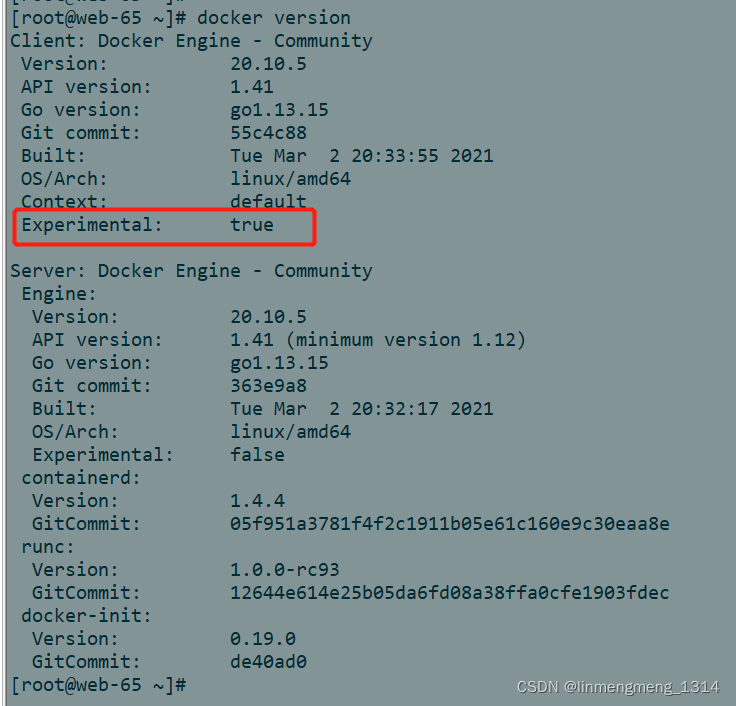 [root@web-65 ~]# docker version
Client: Docker Engine - Community
 Version:           20.10.5
 API version:       1.41
 Go version:        go1.13.15
 Git commit:        55c4c88
 Built:             Tue Mar  2 20:33:55 2021
 OS/Arch:           linux/amd64
 Context:           default
 Experimental:      true

Server: Docker Engine - Community
 Engine:
  Version:          20.10.5
  API version:      1.41 (minimum version 1.12)
  Go version:       go1.13.15
  Git commit:       363e9a8
  Built:            Tue Mar  2 20:32:17 2021
  OS/Arch:          linux/amd64
  Experimental:     false
 containerd:
  Version:          1.4.4
  GitCommit:        05f951a3781f4f2c1911b05e61c160e9c30eaa8e
 runc:
  Version:          1.0.0-rc93
  GitCommit:        12644e614e25b05da6fd08a38ffa0cfe1903fdec
 docker-init:
  Version:          0.19.0
  GitCommit:        de40ad0
[root@web-65 ~]#
CSDN @linmengmeng_1314